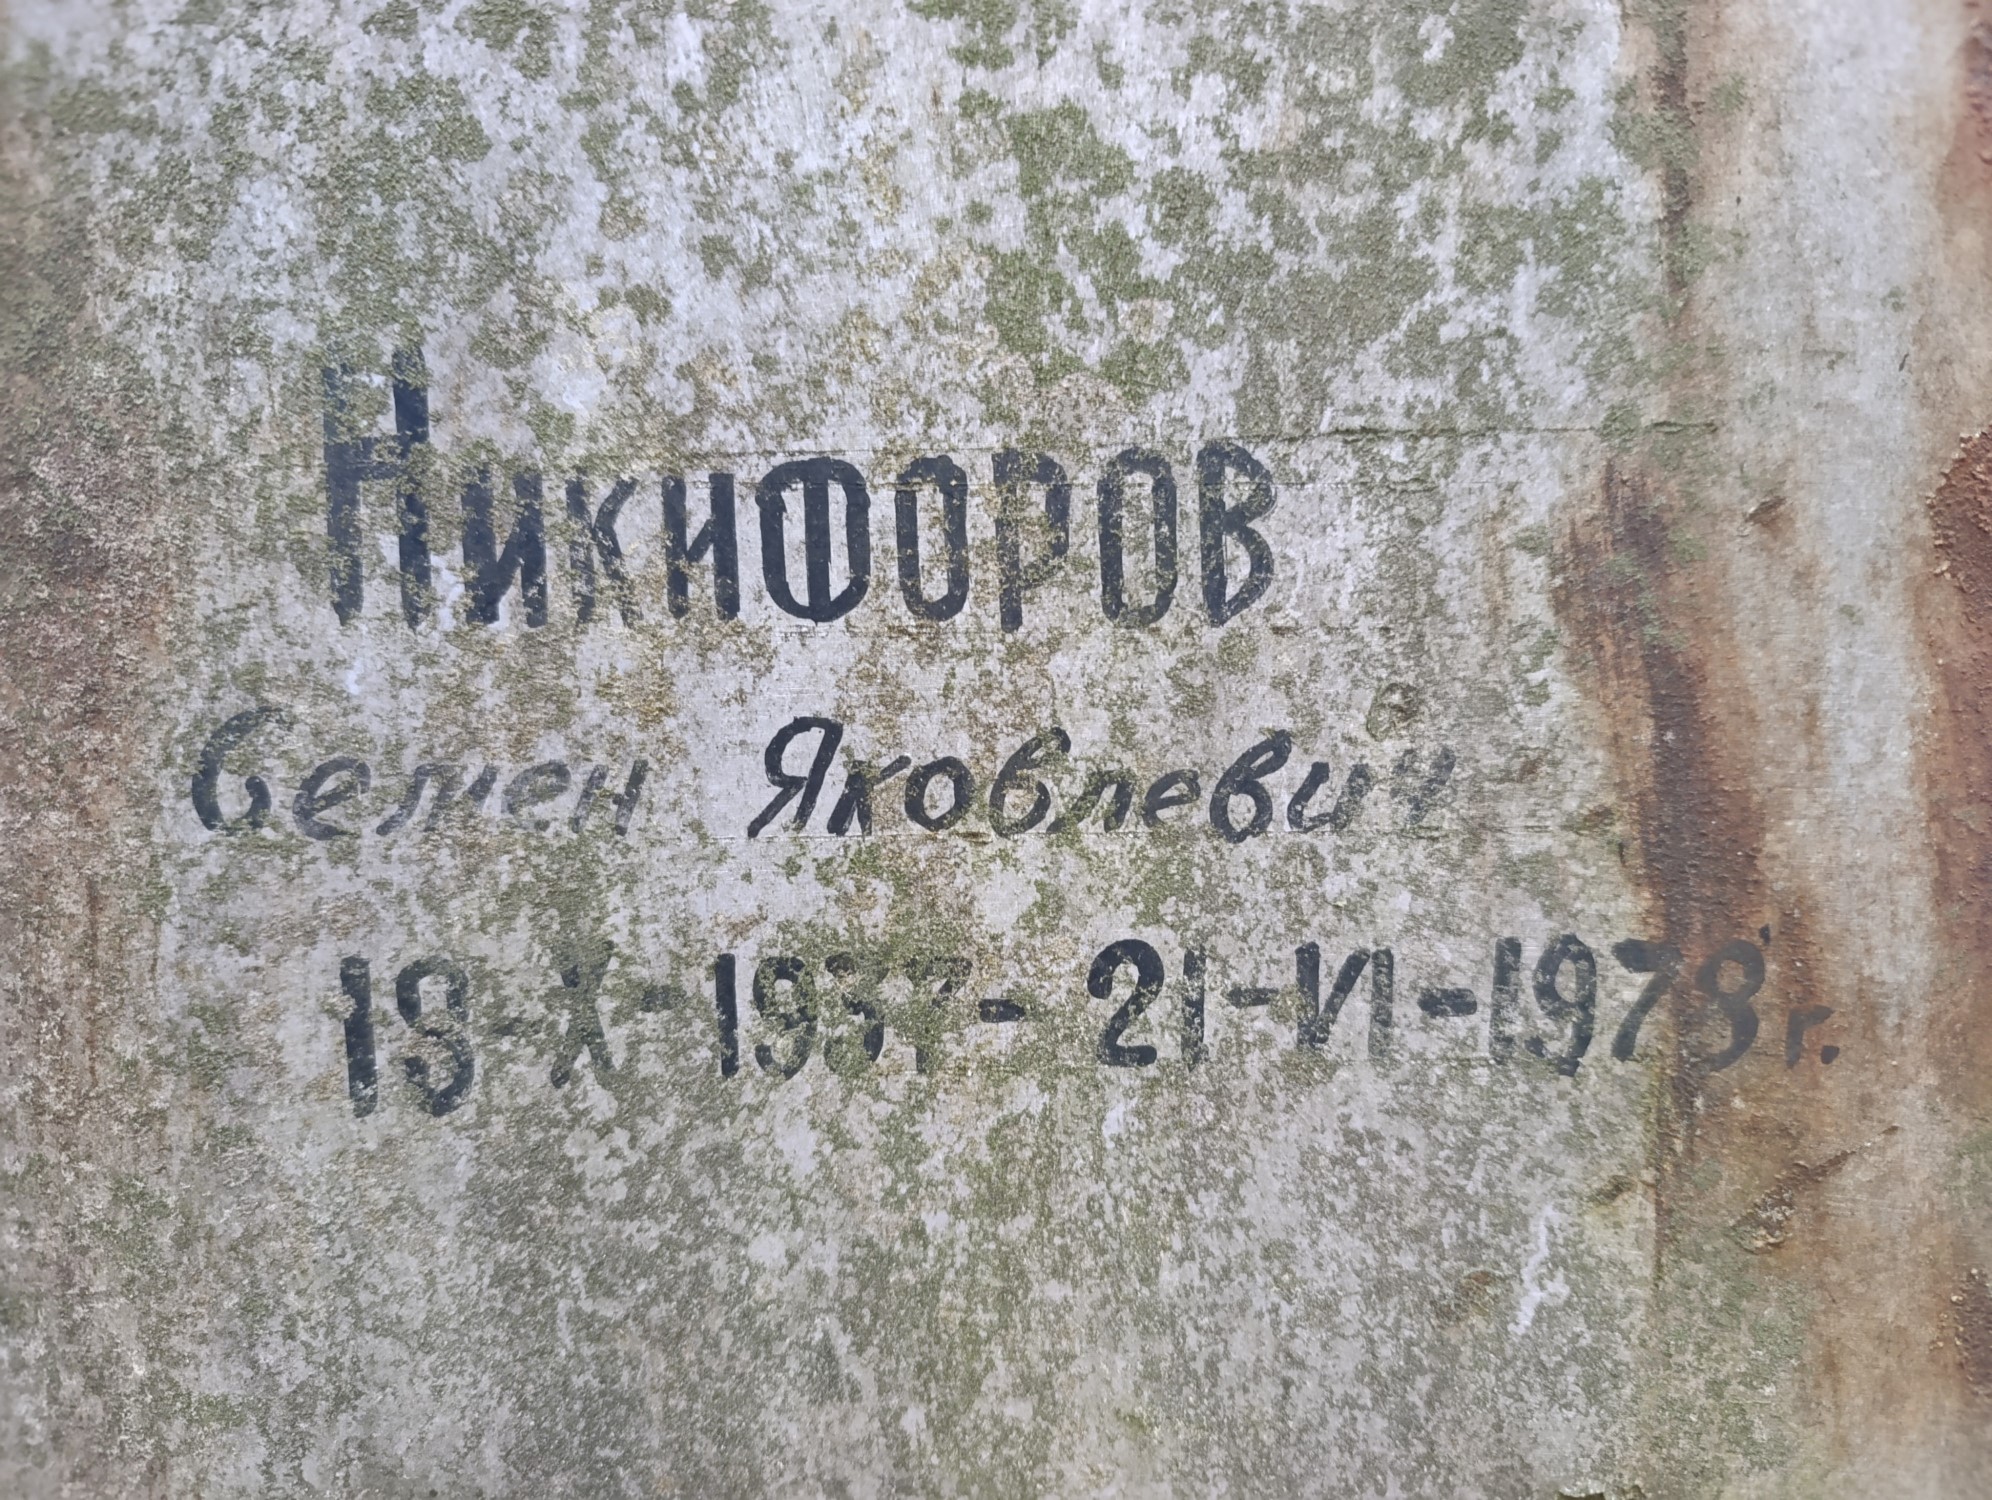 Никифоров
Семен Яковлевич
18-X-1937-21-VI-1978 г.